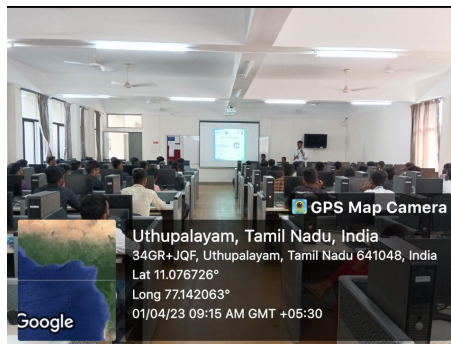 GPS Map Camera
Uthupalayam, Tamil Nadu, India
34GR+JQF, Uthupalayam, Tamil Nadu 641048, India
Lat 11.076726°
Long 77.142063°
01/04/23 09:15 AM GMT +05:30
Google